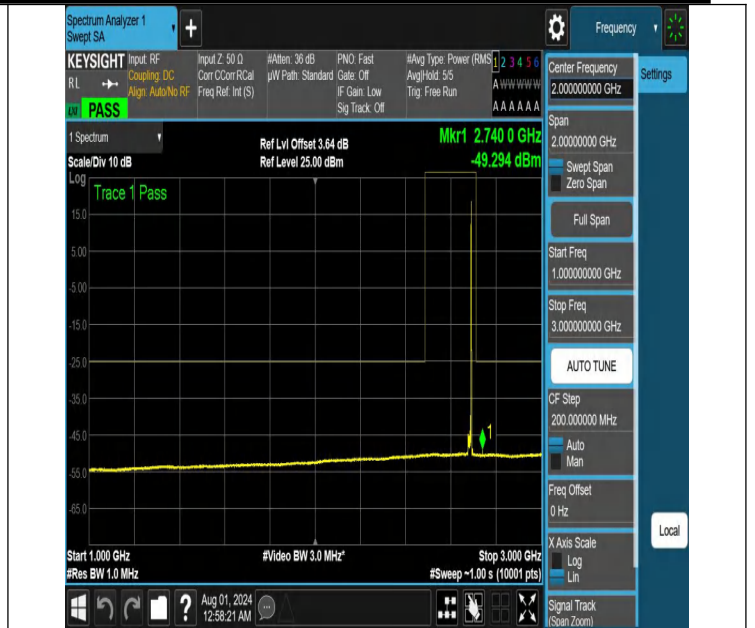 Spectrum Analyzer 1
Swept SA
+
Frequency
KEYSIGHT
RL
PASS
Input: RF
Coupling: DC
Align: Auto/No RF
Input Z: 50 Ω
Corr CCorr RCal
Freq Ref: Int (S)
#Atten: 36 dB
µW Path: Standard
PNO: Fast
Gate: Off
IF Gain: Low
Sig Track: Off
#Avg Type: Power (RMS
Avg|Hold: 5/5
Trig: Free Run
1 2 3 4 5 6
A W W W W W
A A A A A A
1 Spectrum
Scale/Div 10 dB
Ref Lvl Offset 3.64 dB
Ref Level 25.00 dBm
Mkr1 2.740 0 GHz
-49.294 dBm
Log
Trace 1 Pass
15.0
5.00
-5.00
-15.0
-25.0
-35.0
-45.0
-55.0
-65.0
1
Start 1.000 GHz
#Res BW 1.0 MHz
#Video BW 3.0 MHz*
Stop 3.000 GHz
#Sweep ~1.00 s (10001 pts)
?
Aug 01, 2024
12:58:21 AM
Center Frequency
2.000000000 GHz
Settings
Span
2.00000000 GHz
Swept Span
Zero Span
Full Span
Start Freq
1.000000000 GHz
Stop Freq
3.000000000 GHz
AUTO TUNE
CF Step
200.000000 MHz
Auto
Man
Freq Offset
0 Hz
X Axis Scale
Log
Lin
Local
Signal Track
(Span Zoom)